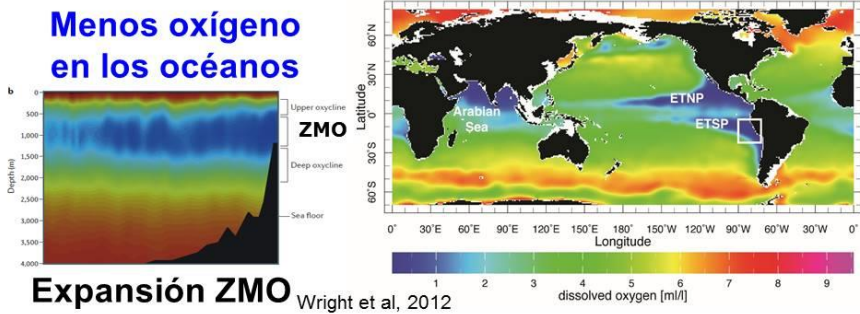 Menos oxígeno
en los océanos
b
0
500
1,000
1,500
2,000
2,500
3,000
3,500
4,000
Depth (m)
Upper oxycline
ZMO
Deep oxycline
Sea floor
Expansión ZMO
Wright et al, 2012
60°N
30°N
0°
30°S
60°S
Latitude
Arabian
Sea
ETNP
ETSP
0° 30°E 60°E 90°E 120°E 150°E 180°W 150°W 120°W 90°W 60°W 30°W 0°
Longitude
1 2 3 4 5 6 7 8 9
dissolved oxygen [ml/l]